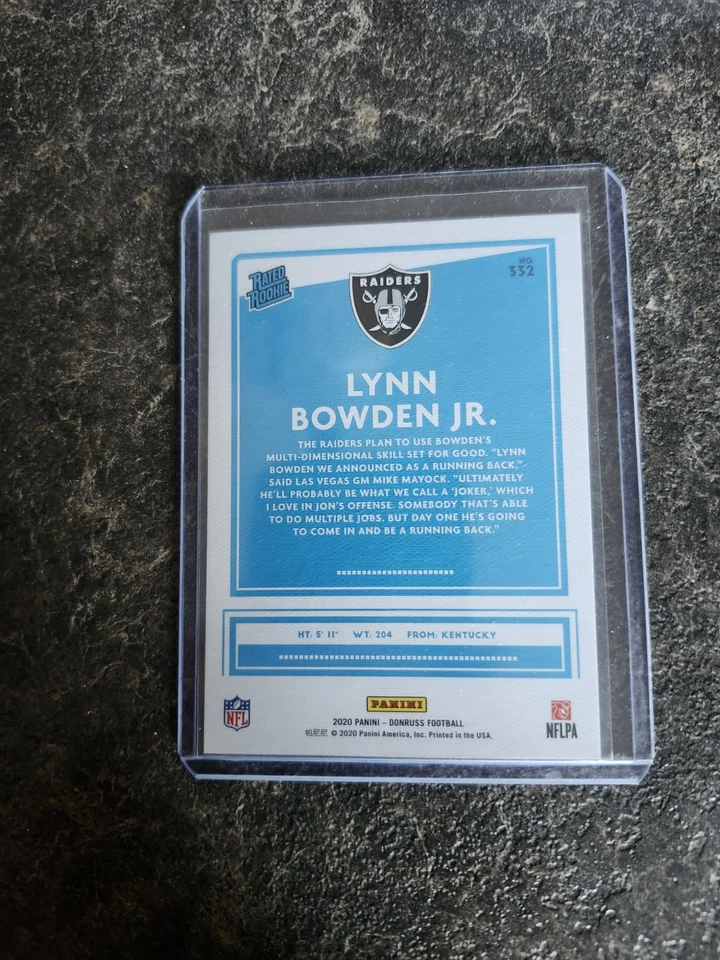 RATED
ROOKIE
NO.
332
RAIDERS
LYNN
BOWDEN JR.
THE RAIDERS PLAN TO USE BOWDEN'S
MULTI-DIMENSIONAL SKILL SET FOR GOOD. "LYNN
BOWDEN WE ANNOUNCED AS A RUNNING BACK,"
SAID LAS VEGAS GM MIKE MAYOCK. "ULTIMATELY
HE'LL PROBABLY BE WHAT WE CALL A 'JOKER,' WHICH
I LOVE IN JON'S OFFENSE. SOMEBODY THAT'S ABLE
TO DO MULTIPLE JOBS. BUT DAY ONE HE'S GOING
TO COME IN AND BE A RUNNING BACK."
HT: 5' 11" WT: 204 FROM: KENTUCKY
NFL
PANINI
2020 PANINI – DONRUSS FOOTBALL
帕尼尼 © 2020 Panini America, Inc. Printed in the USA.
NFLPA